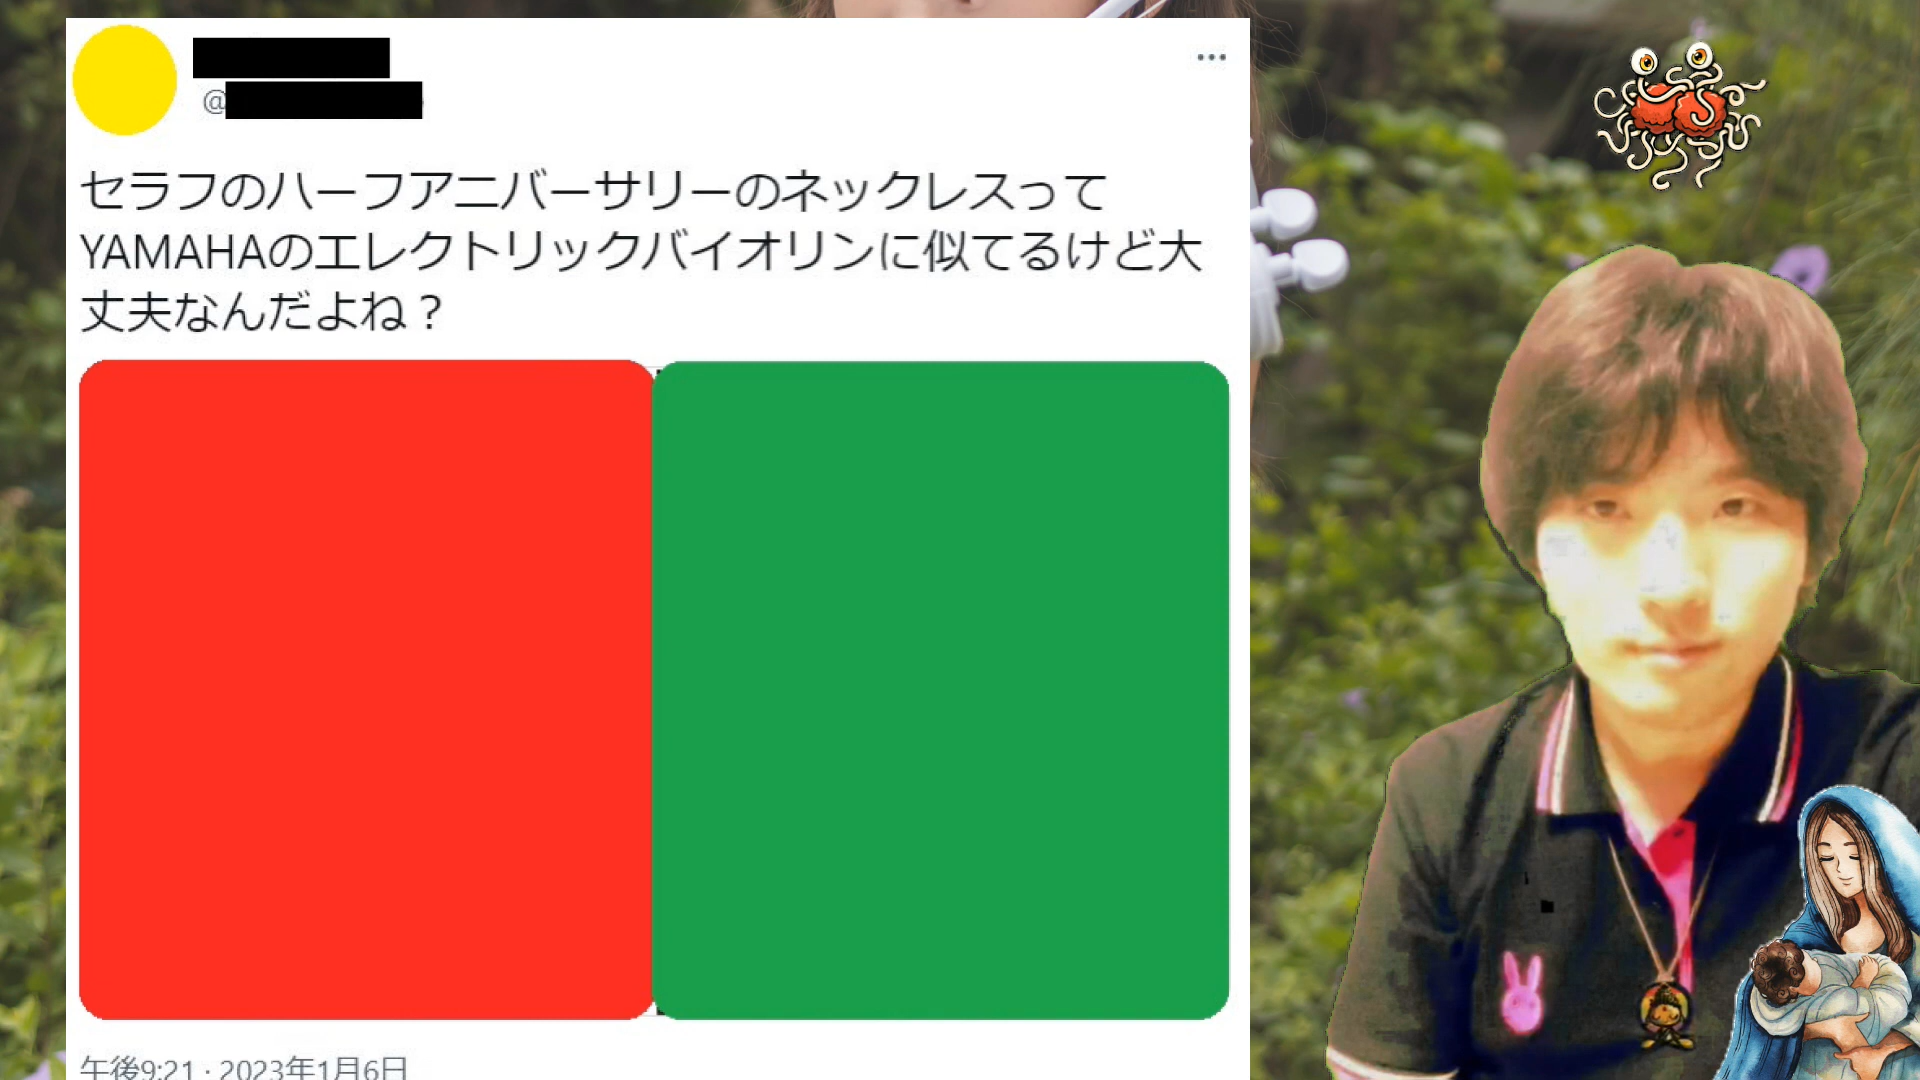 @
セラフのハーフアニバーサリーのネックレスって
YAMAHAのエレクトリックバイオリンに似てるけど大
丈夫なんだよね？
午後9:21 · 2023年1月6日